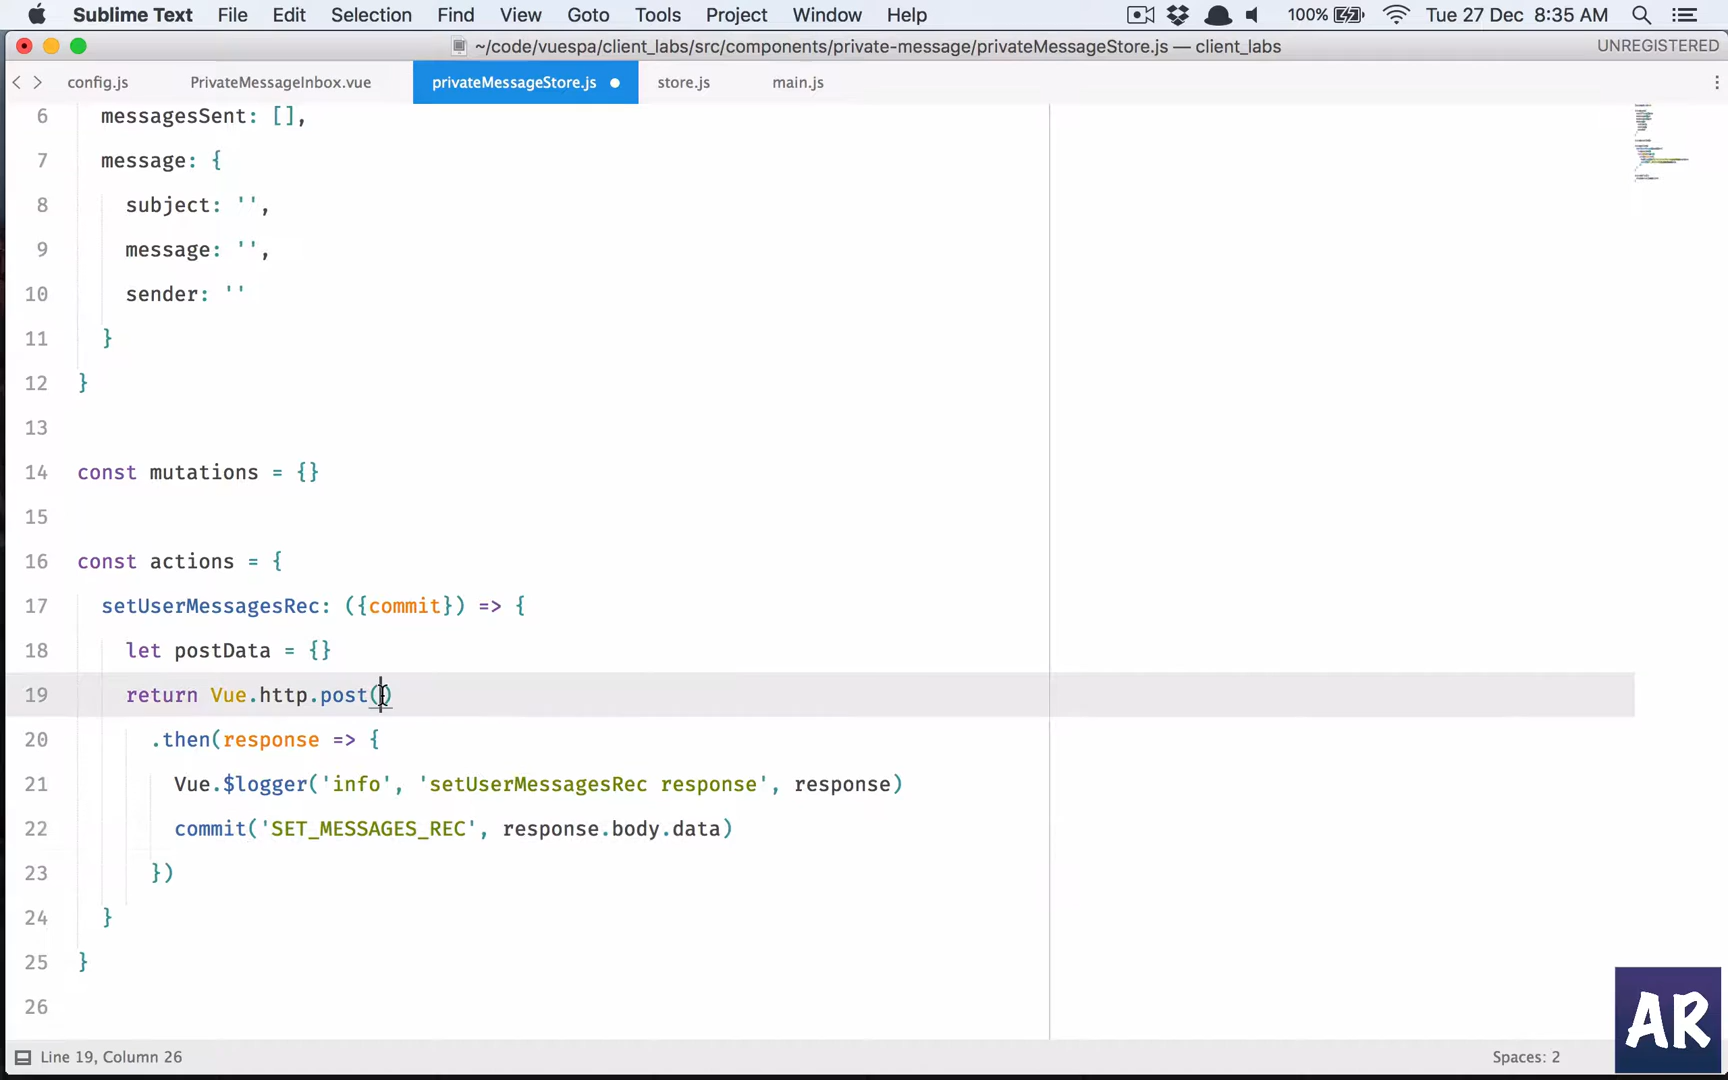 Sublime Text File Edit Selection Find View Goto Tools Project Window Help 100% Tue 27 Dec 8:35 AM
~/code/vuespa/client_labs/src/components/private-message/privateMessageStore.js — client_labs UNREGISTERED
config.js PrivateMessageInbox.vue privateMessageStore.js store.js main.js
6 messagesSent: [],
7 message: {
8 subject: '',
9 message: '',
10 sender: ''
11 }
12 }
13
14 const mutations = {}
15
16 const actions = {
17 setUserMessagesRec: ({commit}) => {
18 let postData = {}
19 return Vue.http.post()
20 .then(response => {
21 Vue.$logger('info', 'setUserMessagesRec response', response)
22 commit('SET_MESSAGES_REC', response.body.data)
23 })
24 }
25 }
26
Line 19, Column 26 Spaces: 2
AR